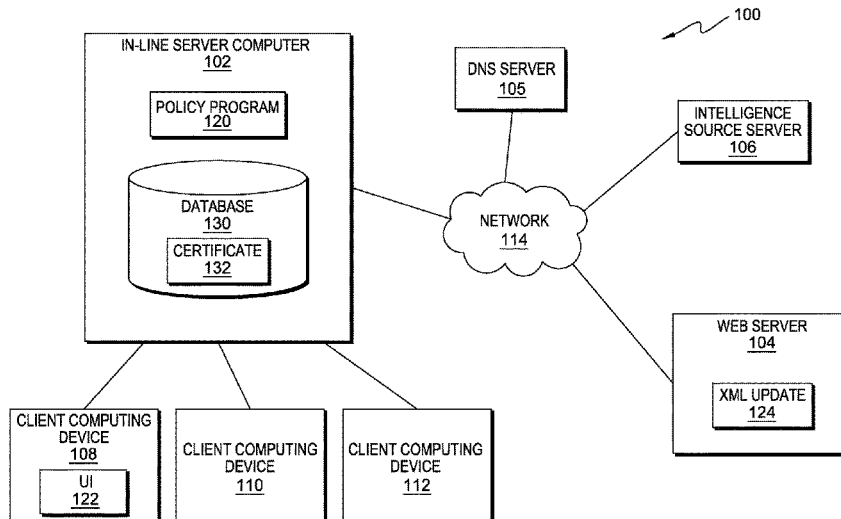 100
IN-LINE SERVER COMPUTER
102
POLICY PROGRAM
120
DATABASE
130
CERTIFICATE
132
DNS SERVER
105
INTELLIGENCE
SOURCE SERVER
106
NETWORK
114
WEB SERVER
104
XML UPDATE
124
CLIENT COMPUTING
DEVICE
108
UI
122
CLIENT COMPUTING
DEVICE
110
CLIENT COMPUTING
DEVICE
112